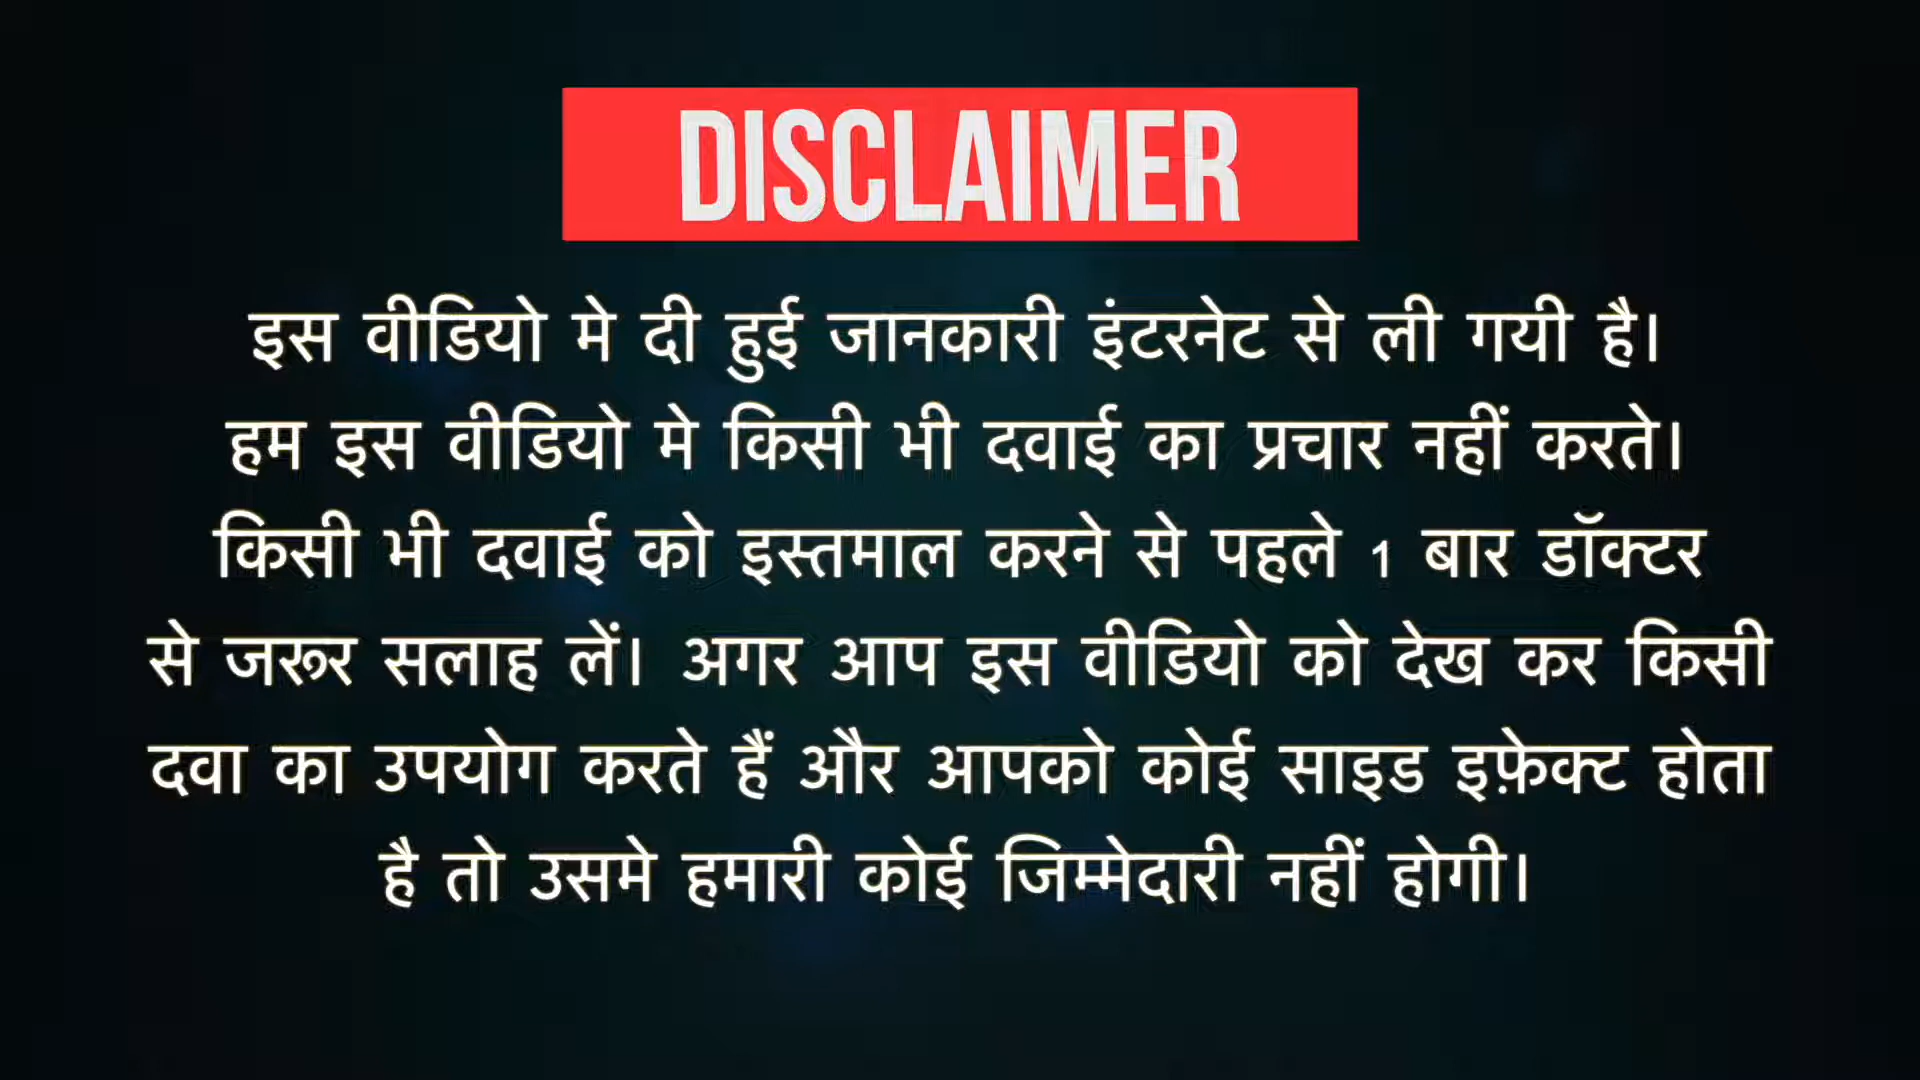 DISCLAIMER
इस वीडियो मे दी हुई जानकारी इंटरनेट से ली गयी है।
हम इस वीडियो मे किसी भी दवाई का प्रचार नहीं करते।
किसी भी दवाई को इस्तमाल करने से पहले 1 बार डॉक्टर
से जरूर सलाह लें। अगर आप इस वीडियो को देख कर किसी
दवा का उपयोग करते हैं और आपको कोई साइड इफ़ेक्ट होता
है तो उसमे हमारी कोई जिम्मेदारी नहीं होगी।